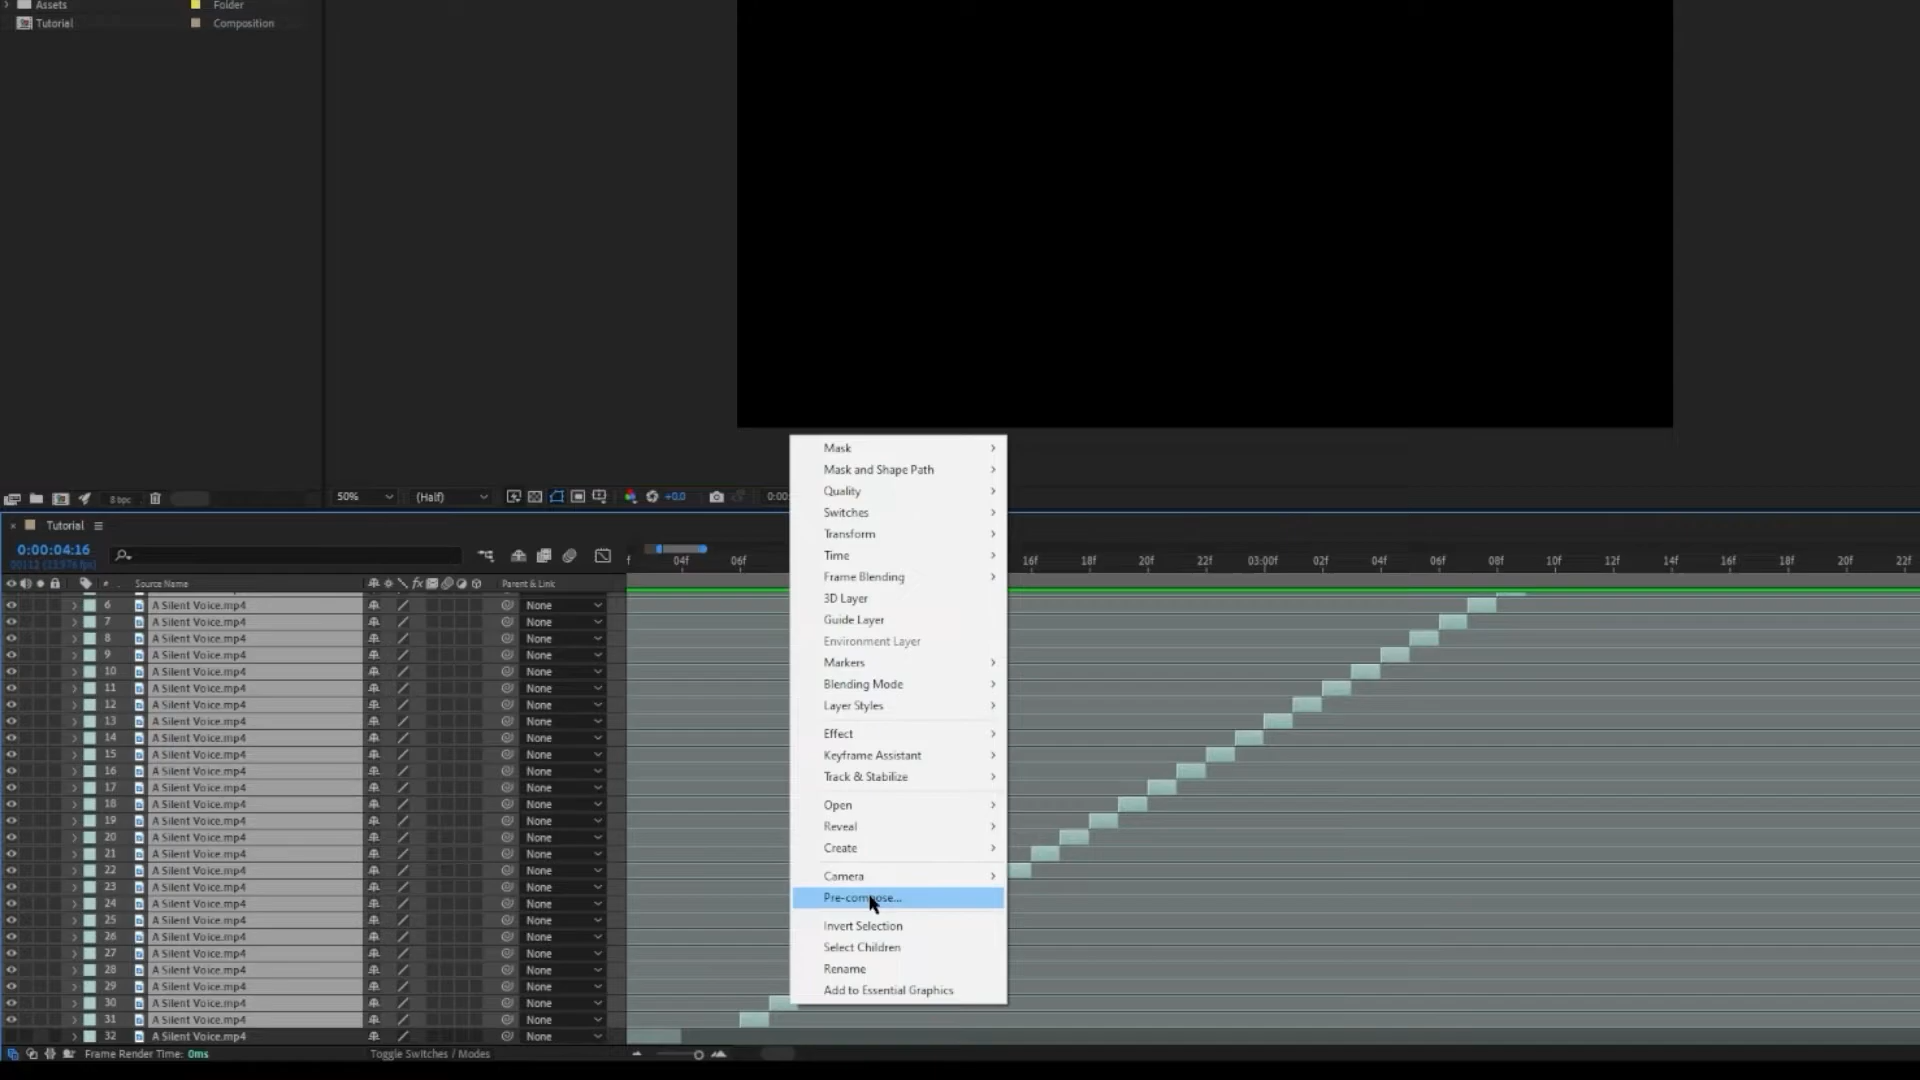 Assets Folder
Tutorial Composition
8 bpc
50% (Half) +0.0 0:00
Tutorial
0:00:04:16
00112 (23.976 fps)
f 04f 06f 16f 18f 20f 22f 03:00f 02f 04f 06f 08f 10f 12f 14f 16f 18f 20f 22f
# Source Name fx Parent & Link
6 A Silent Voice.mp4 None
7 A Silent Voice.mp4 None
8 A Silent Voice.mp4 None
9 A Silent Voice.mp4 None
10 A Silent Voice.mp4 None
11 A Silent Voice.mp4 None
12 A Silent Voice.mp4 None
13 A Silent Voice.mp4 None
14 A Silent Voice.mp4 None
15 A Silent Voice.mp4 None
16 A Silent Voice.mp4 None
17 A Silent Voice.mp4 None
18 A Silent Voice.mp4 None
19 A Silent Voice.mp4 None
20 A Silent Voice.mp4 None
21 A Silent Voice.mp4 None
22 A Silent Voice.mp4 None
23 A Silent Voice.mp4 None
24 A Silent Voice.mp4 None
25 A Silent Voice.mp4 None
26 A Silent Voice.mp4 None
27 A Silent Voice.mp4 None
28 A Silent Voice.mp4 None
29 A Silent Voice.mp4 None
30 A Silent Voice.mp4 None
31 A Silent Voice.mp4 None
32 A Silent Voice.mp4 None
Frame Render Time: 0ms Toggle Switches / Modes
Mask
Mask and Shape Path
Quality
Switches
Transform
Time
Frame Blending
3D Layer
Guide Layer
Environment Layer
Markers
Blending Mode
Layer Styles
Effect
Keyframe Assistant
Track & Stabilize
Open
Reveal
Create
Camera
Pre-compose...
Invert Selection
Select Children
Rename
Add to Essential Graphics